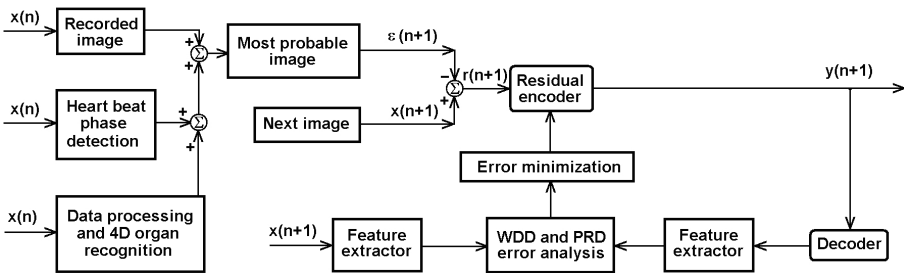 x(n)
Recorded
image
+
+
Σ
Most probable
image
ε(n+1)
x(n)
Heart beat
phase
detection
+
+
Σ
Next image
x(n+1)
−
+
Σ
r(n+1)
Residual
encoder
y(n+1)
Error minimization
x(n)
Data processing
and 4D organ
recognition
x(n+1)
Feature
extractor
WDD and PRD
error analysis
Feature
extractor
Decoder